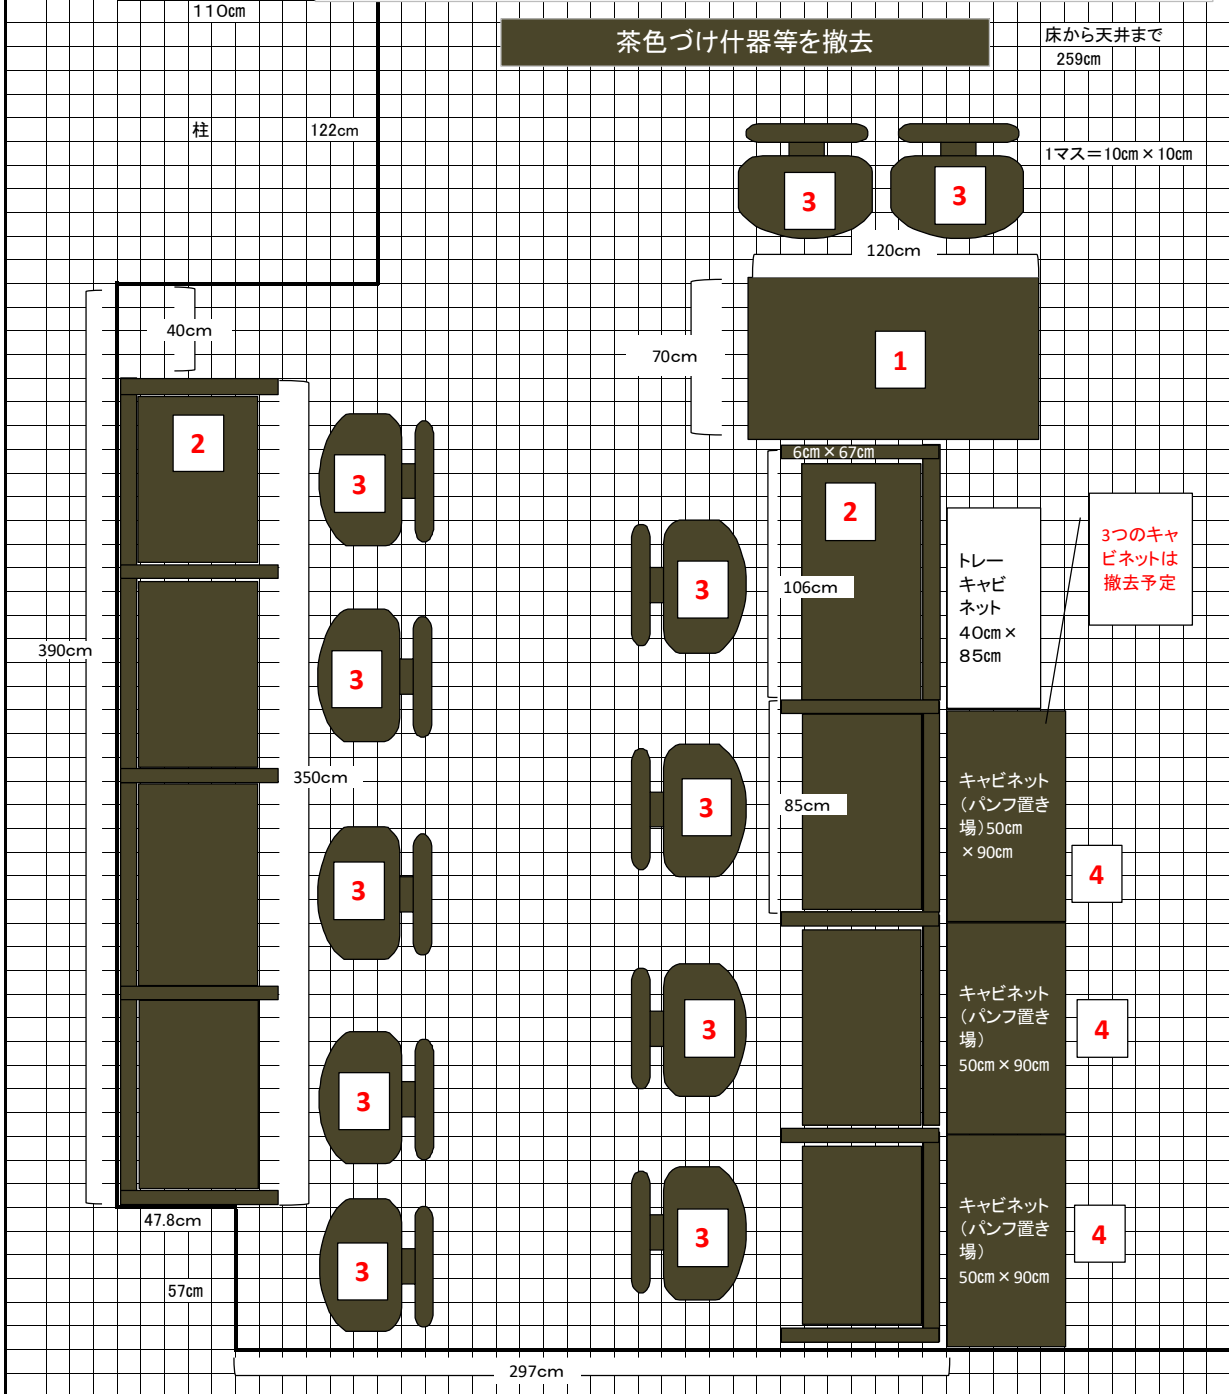 110cm
茶色づけ什器等を撤去
床から天井まで
259㎝
柱
122cm
1マス＝10㎝×10㎝
3
3
120cm
40cm
70cm
1
2
6㎝×67㎝
3
2
3つのキャ
ビネットは
撤去予定
トレー
キャビ
ネット
40㎝×
85㎝
3
106cm
390cm
3
350cm
キャビネット
（パンフ置き
場）50㎝
×90㎝
85cm
3
4
3
キャビネット
（パンフ置き
場）
50㎝×90㎝
3
4
3
キャビネット
（パンフ置き
場）
50㎝×90㎝
47.8cm
3
4
3
57㎝
297cm